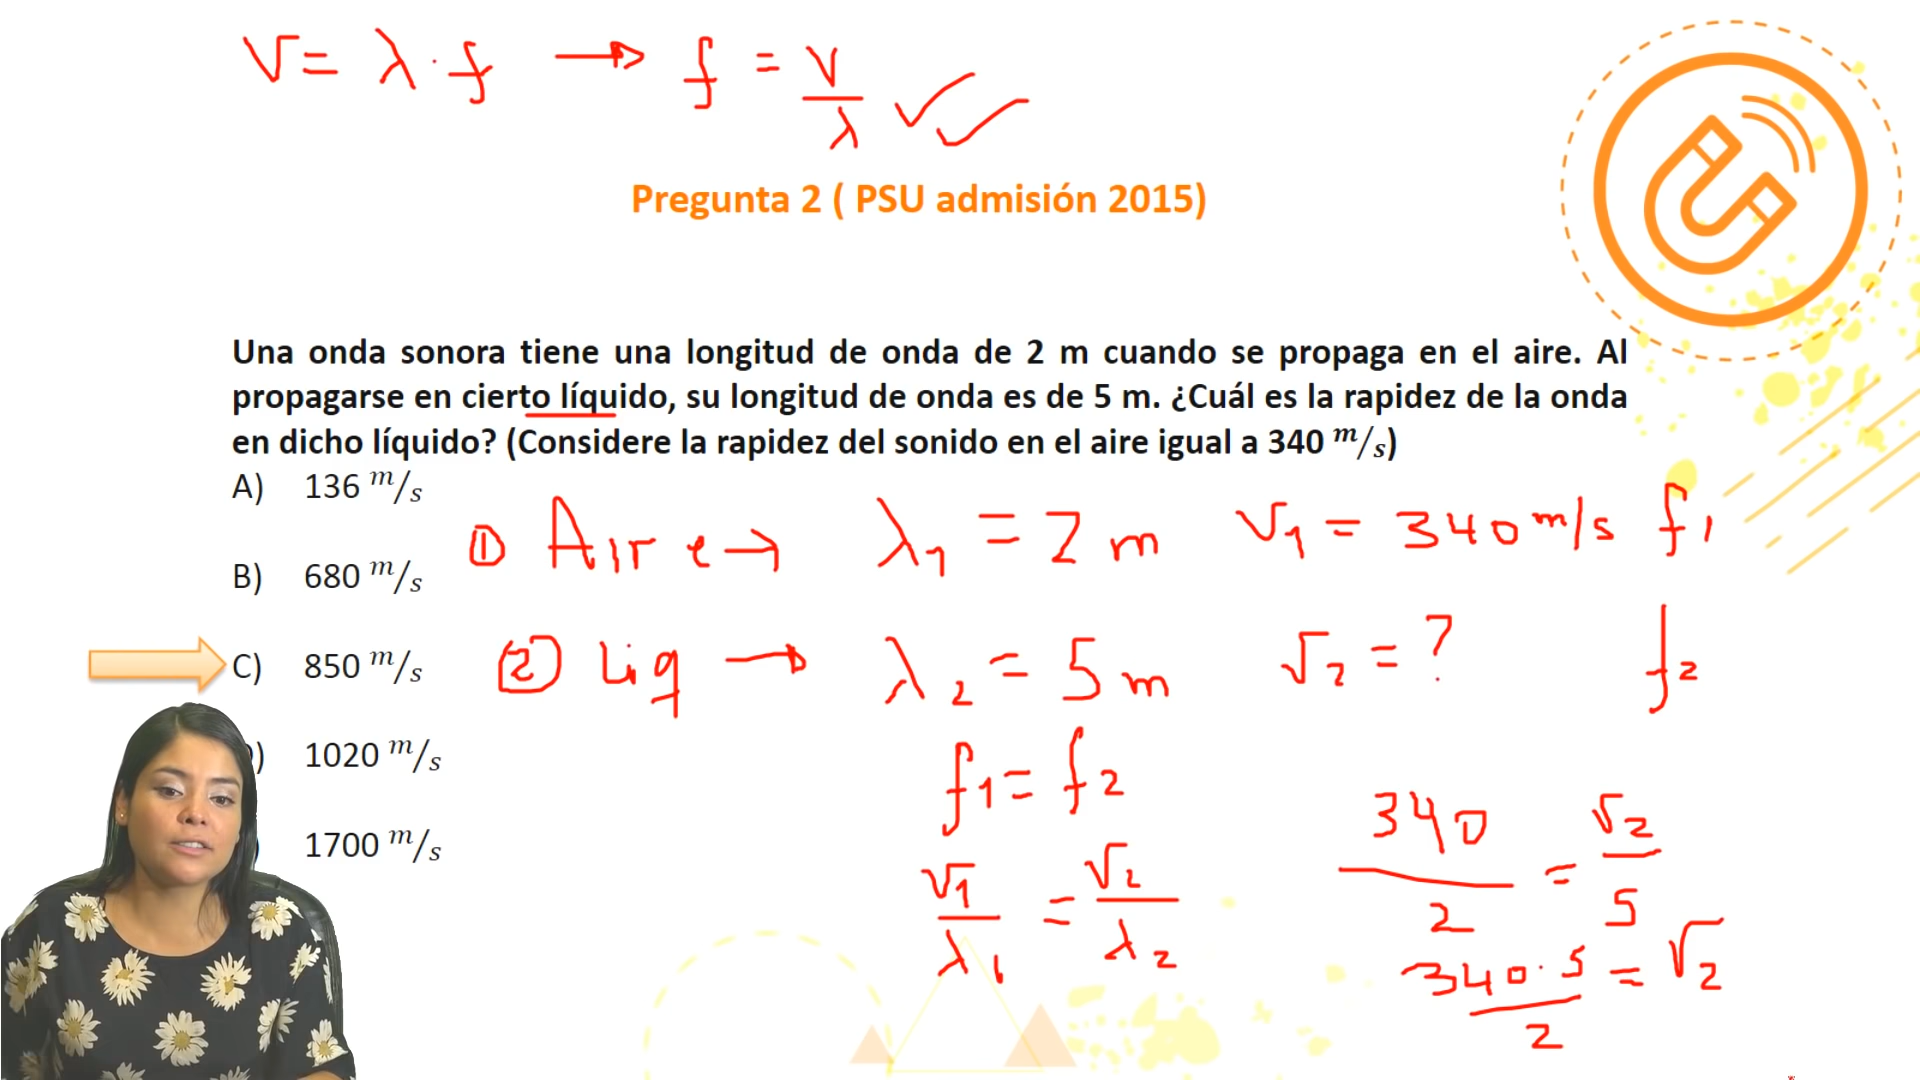 V = λ · f → f = V / λ
Pregunta 2 ( PSU admisión 2015)
Una onda sonora tiene una longitud de onda de 2 m cuando se propaga en el aire. Al
propagarse en cierto líquido, su longitud de onda es de 5 m. ¿Cuál es la rapidez de la onda
en dicho líquido? (Considere la rapidez del sonido en el aire igual a 340 m/s)
A) 136 m/s
① Aire → λ1 = 2 m V1 = 340 m/s f1
B) 680 m/s
C) 850 m/s
② Liq → λ2 = 5 m V2 = ? f2
) 1020 m/s
f1 = f2
1700 m/s
V1 / λ1 = V2 / λ2
340 / 2 = V2 / 5
340 · 5 / 2 = V2